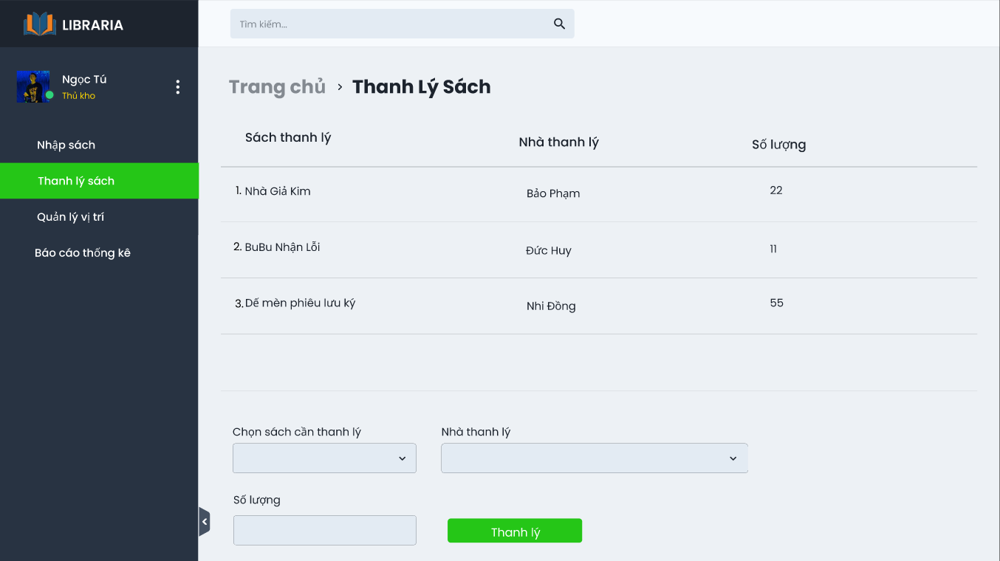 LIBRARIA
Tìm kiếm...
Ngọc Tú
Thủ kho
Trang chủ › Thanh Lý Sách
Nhập sách
Thanh lý sách
Quản lý vị trí
Báo cáo thống kê
Sách thanh lý Nhà thanh lý Số lượng
1. Nhà Giả Kim Bảo Phạm 22
2. BuBu Nhận Lỗi Đức Huy 11
3. Dế mèn phiêu lưu ký Nhi Đồng 55
Chọn sách cần thanh lý Nhà thanh lý
Số lượng
Thanh lý